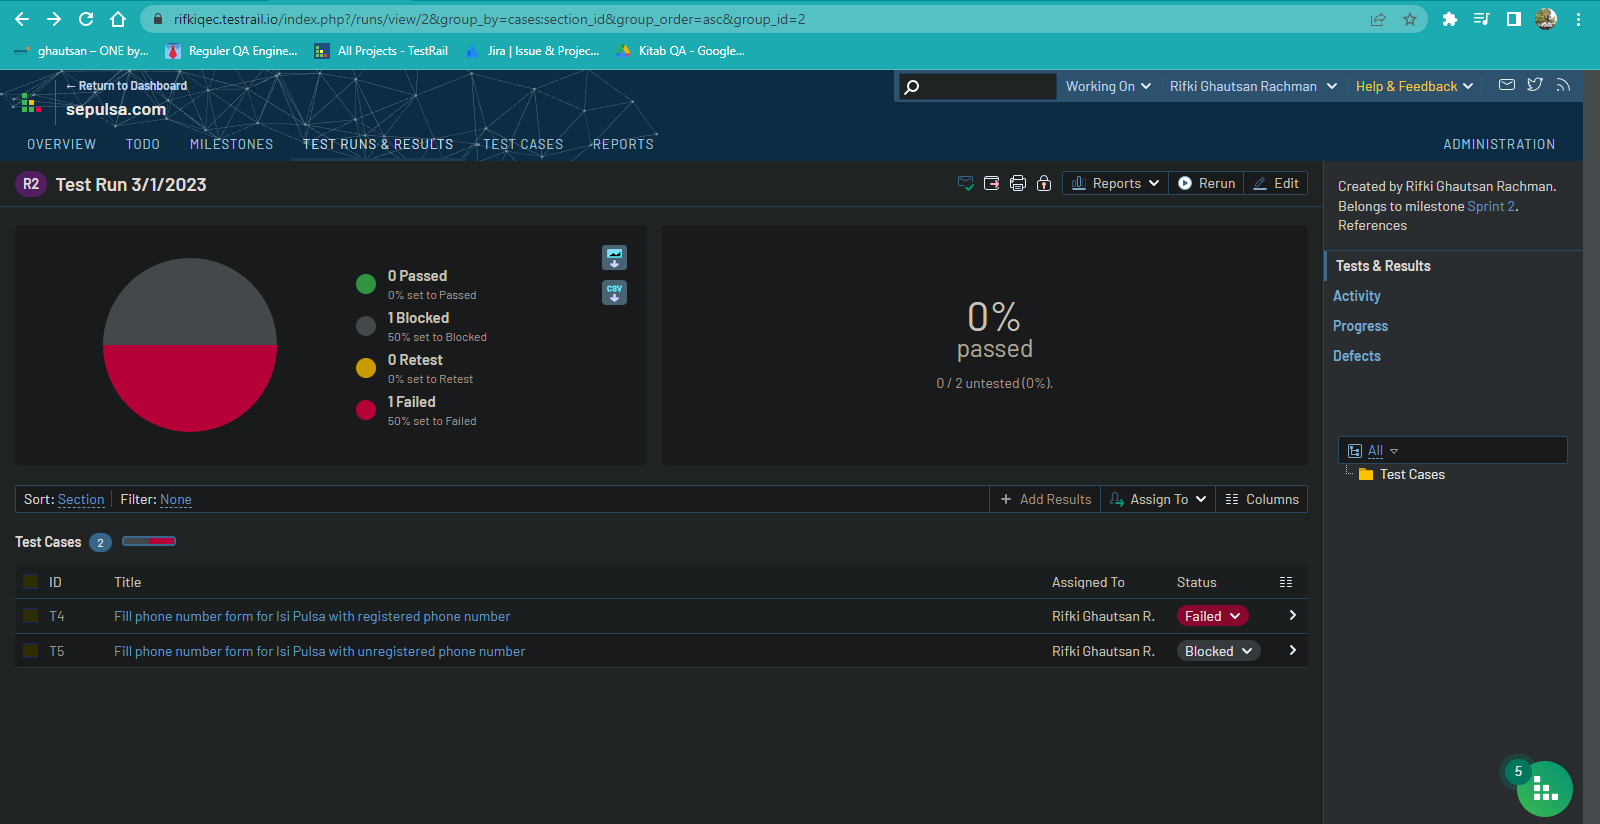 rifkiqec.testrail.io/index.php?/runs/view/2&group_by=cases:section_id&group_order=asc&group_id=2
ghautsan – ONE by...
Reguler QA Engine...
All Projects - TestRail
Jira | Issue & Projec...
Kitab QA - Google...
← Return to Dashboard
sepulsa.com
Working On
Rifki Ghautsan Rachman
Help & Feedback
OVERVIEW
TODO
MILESTONES
TEST RUNS & RESULTS
TEST CASES
REPORTS
ADMINISTRATION
R2
Test Run 3/1/2023
Reports
Rerun
Edit
Created by Rifki Ghautsan Rachman.
Belongs to milestone Sprint 2.
References
Tests & Results
Activity
Progress
Defects
All
Test Cases
0 Passed
0% set to Passed
1 Blocked
50% set to Blocked
0 Retest
0% set to Retest
1 Failed
50% set to Failed
CSV
0%
passed
0 / 2 untested (0%).
Sort: Section
Filter: None
+ Add Results
Assign To
Columns
Test Cases 2
ID Title Assigned To Status
T4 Fill phone number form for Isi Pulsa with registered phone number Rifki Ghautsan R. Failed
T5 Fill phone number form for Isi Pulsa with unregistered phone number Rifki Ghautsan R. Blocked
5